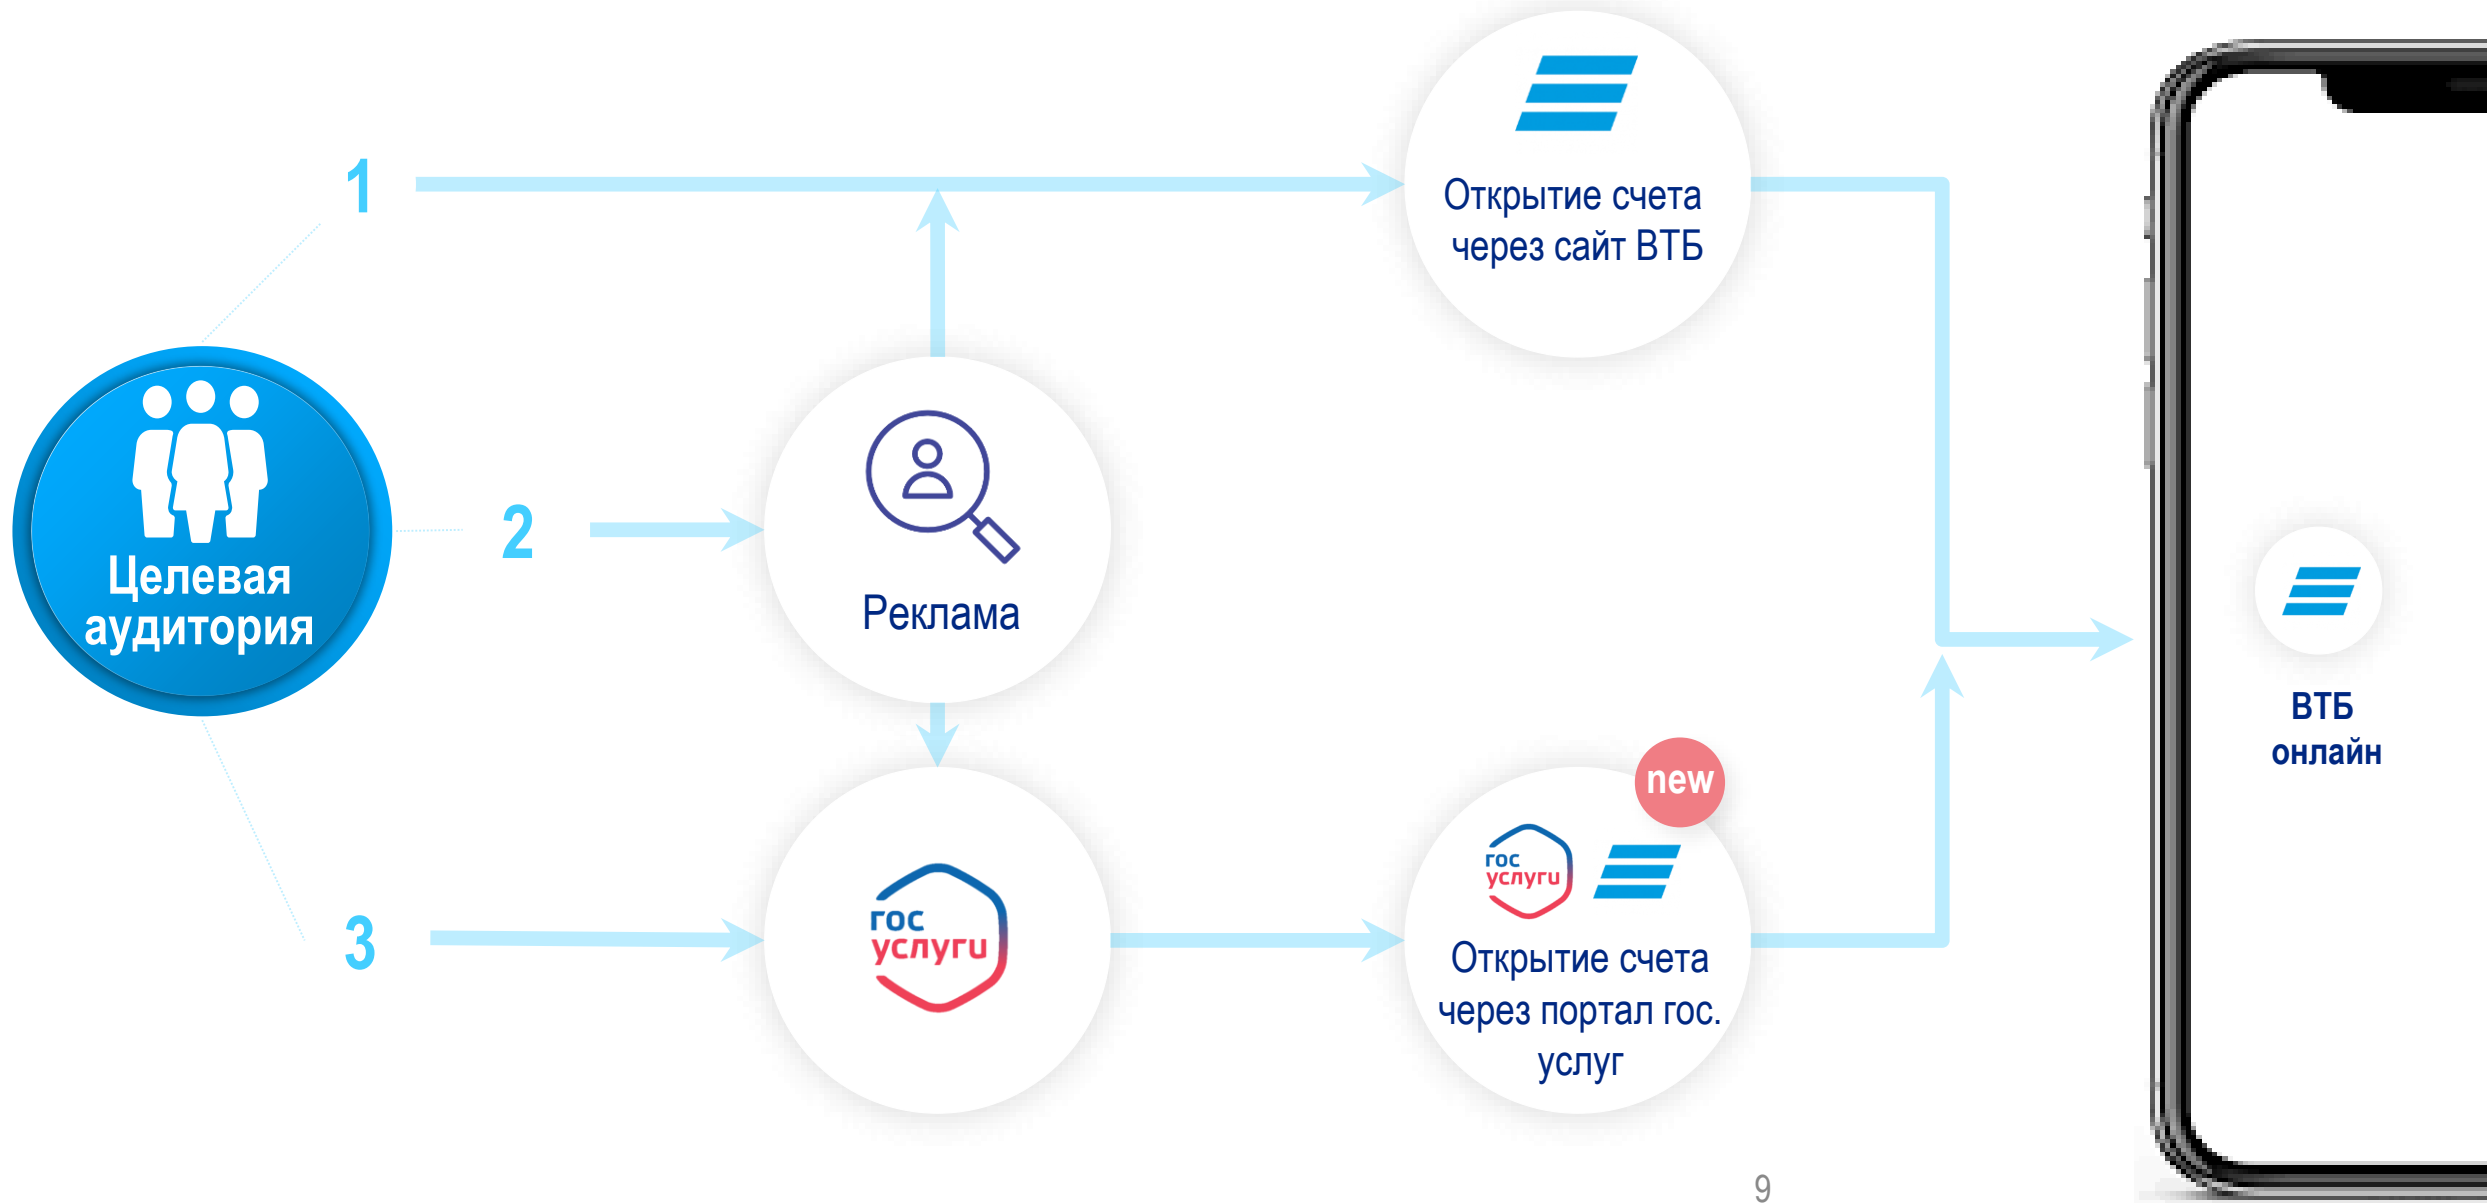 1
Открытие счета
через сайт ВТБ
Целевая
аудитория
2
Реклама
ВТБ
онлайн
3
гос
услуги
new
гос
услуги
Открытие счета
через портал гос.
услуг
9